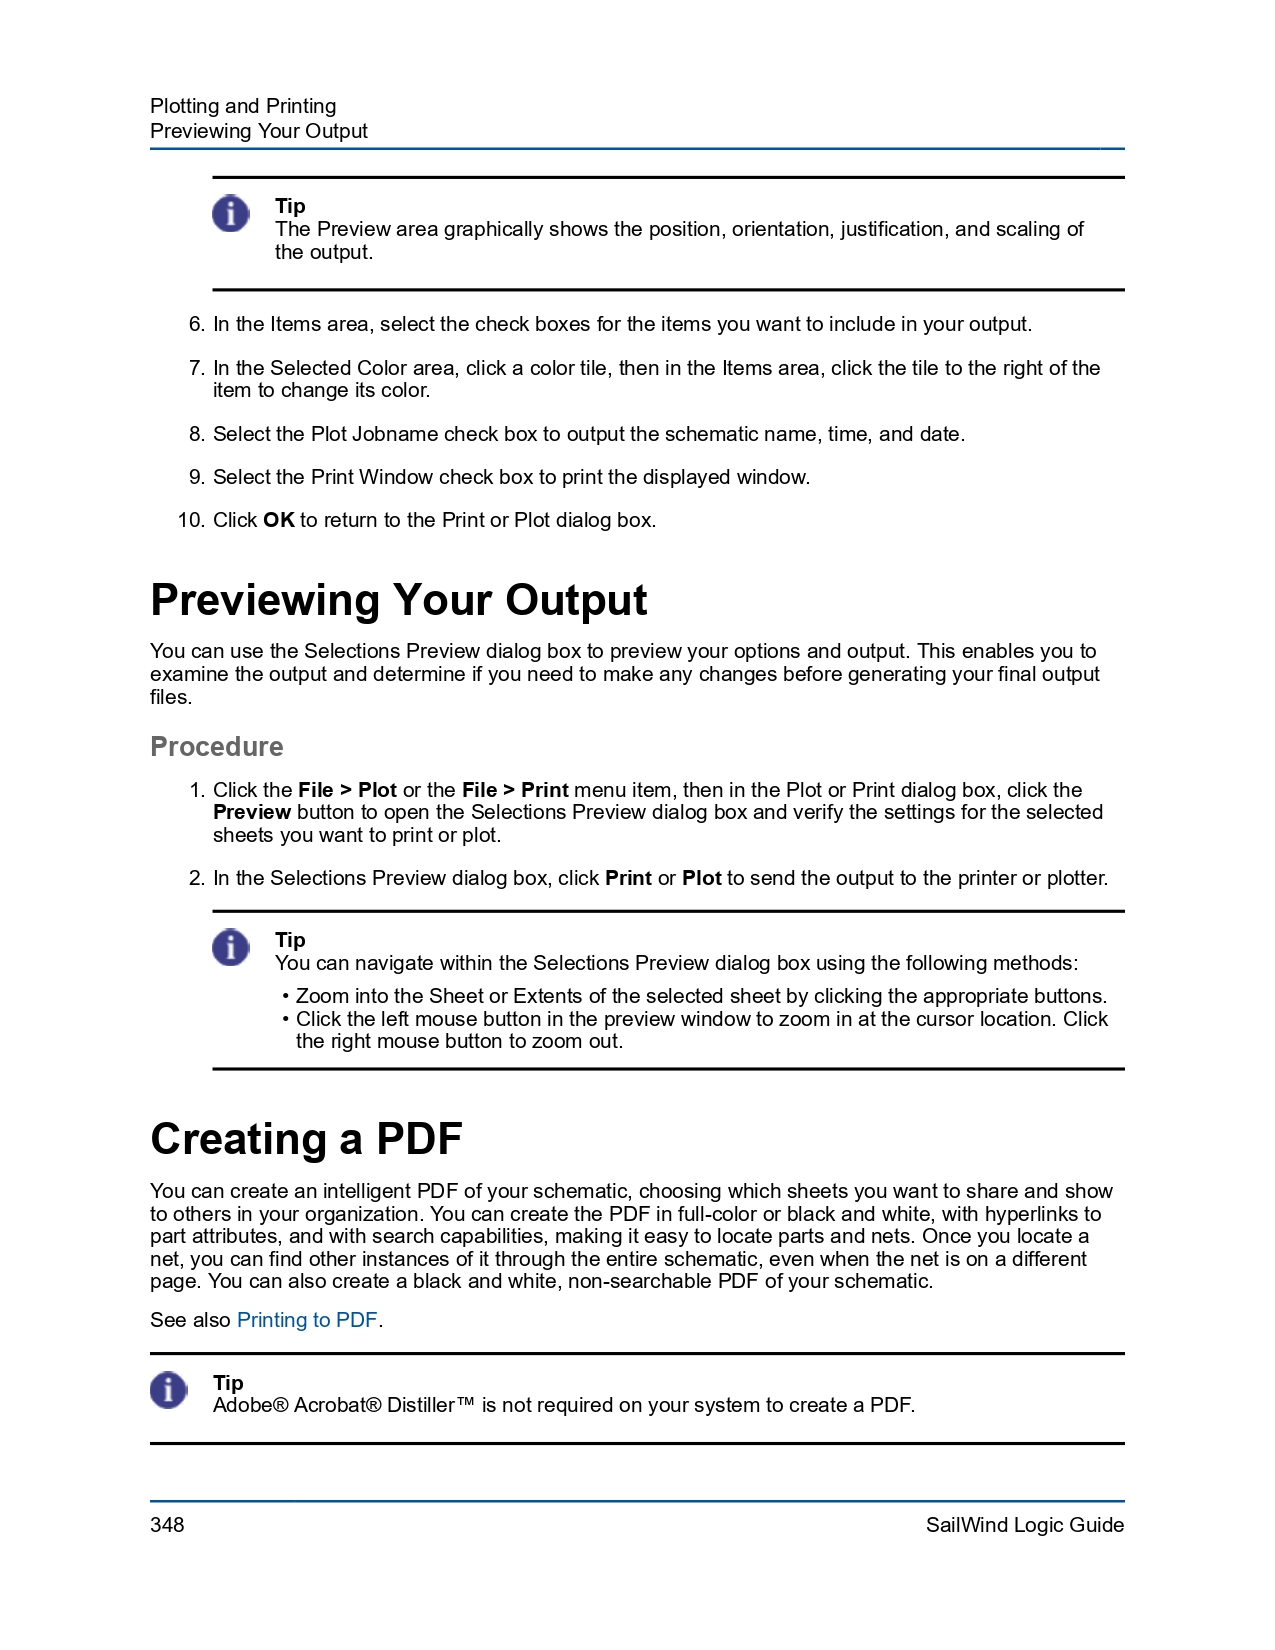 Plotting and Printing
Previewing Your Output
Tip
The Preview area graphically shows the position, orientation, justification, and scaling of
the output.
6. In the Items area, select the check boxes for the items you want to include in your output.
7. In the Selected Color area, click a color tile, then in the Items area, click the tile to the right of the
item to change its color.
8. Select the Plot Jobname check box to output the schematic name, time, and date.
9. Select the Print Window check box to print the displayed window.
10. Click OK to return to the Print or Plot dialog box.
Previewing Your Output
You can use the Selections Preview dialog box to preview your options and output. This enables you to
examine the output and determine if you need to make any changes before generating your final output
files.
Procedure
1. Click the File > Plot or the File > Print menu item, then in the Plot or Print dialog box, click the
Preview button to open the Selections Preview dialog box and verify the settings for the selected
sheets you want to print or plot.
2. In the Selections Preview dialog box, click Print or Plot to send the output to the printer or plotter.
Tip
You can navigate within the Selections Preview dialog box using the following methods:
• Zoom into the Sheet or Extents of the selected sheet by clicking the appropriate buttons.
• Click the left mouse button in the preview window to zoom in at the cursor location. Click
the right mouse button to zoom out.
Creating a PDF
You can create an intelligent PDF of your schematic, choosing which sheets you want to share and show
to others in your organization. You can create the PDF in full-color or black and white, with hyperlinks to
part attributes, and with search capabilities, making it easy to locate parts and nets. Once you locate a
net, you can find other instances of it through the entire schematic, even when the net is on a different
page. You can also create a black and white, non-searchable PDF of your schematic.
See also Printing to PDF.
Tip
Adobe® Acrobat® Distiller™ is not required on your system to create a PDF.
348
SailWind Logic Guide